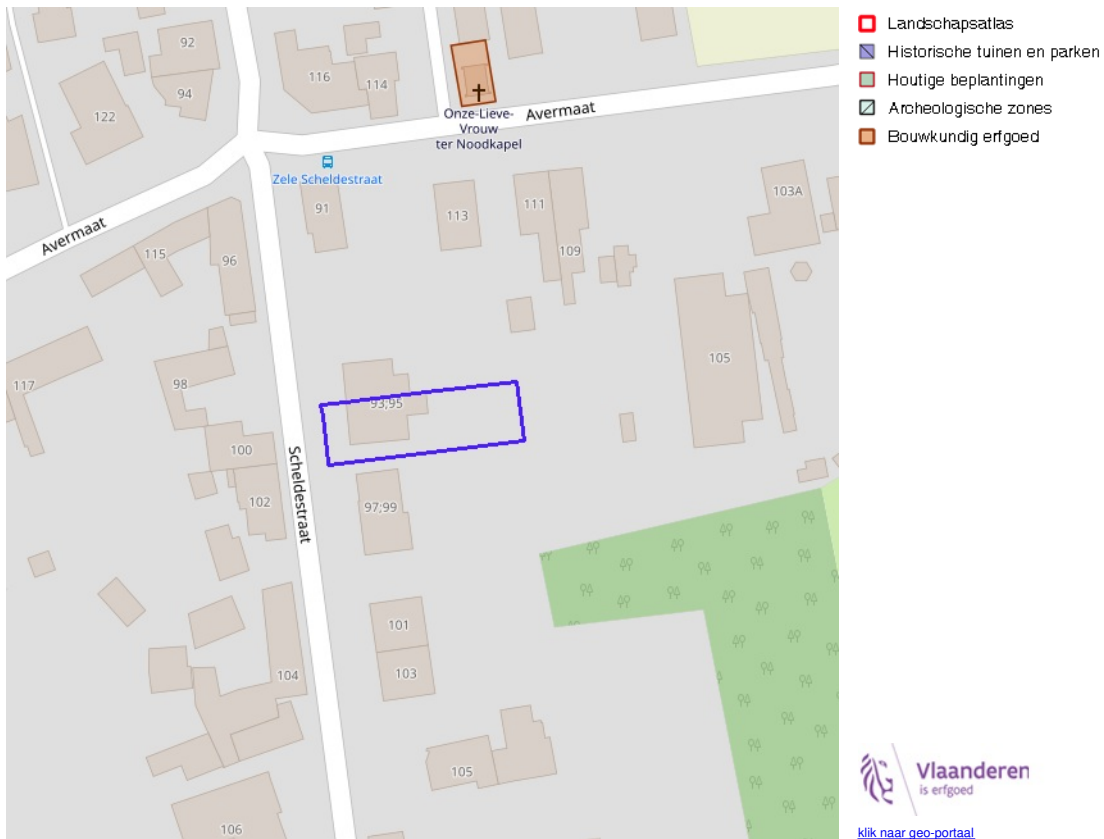 92
94
122
116
114
Onze-Lieve-
Vrouw
ter Noodkapel
Avermaat
Zele Scheldestraat
91
113
111
109
103A
Avermaat
115
96
105
117
98
93;95
100
102
Scheldestraat
97;99
101
103
104
105
106
Landschapsatlas
Historische tuinen en parken
Houtige beplantingen
Archeologische zones
Bouwkundig erfgoed
Vlaanderen
is erfgoed
klik naar geo-portaal